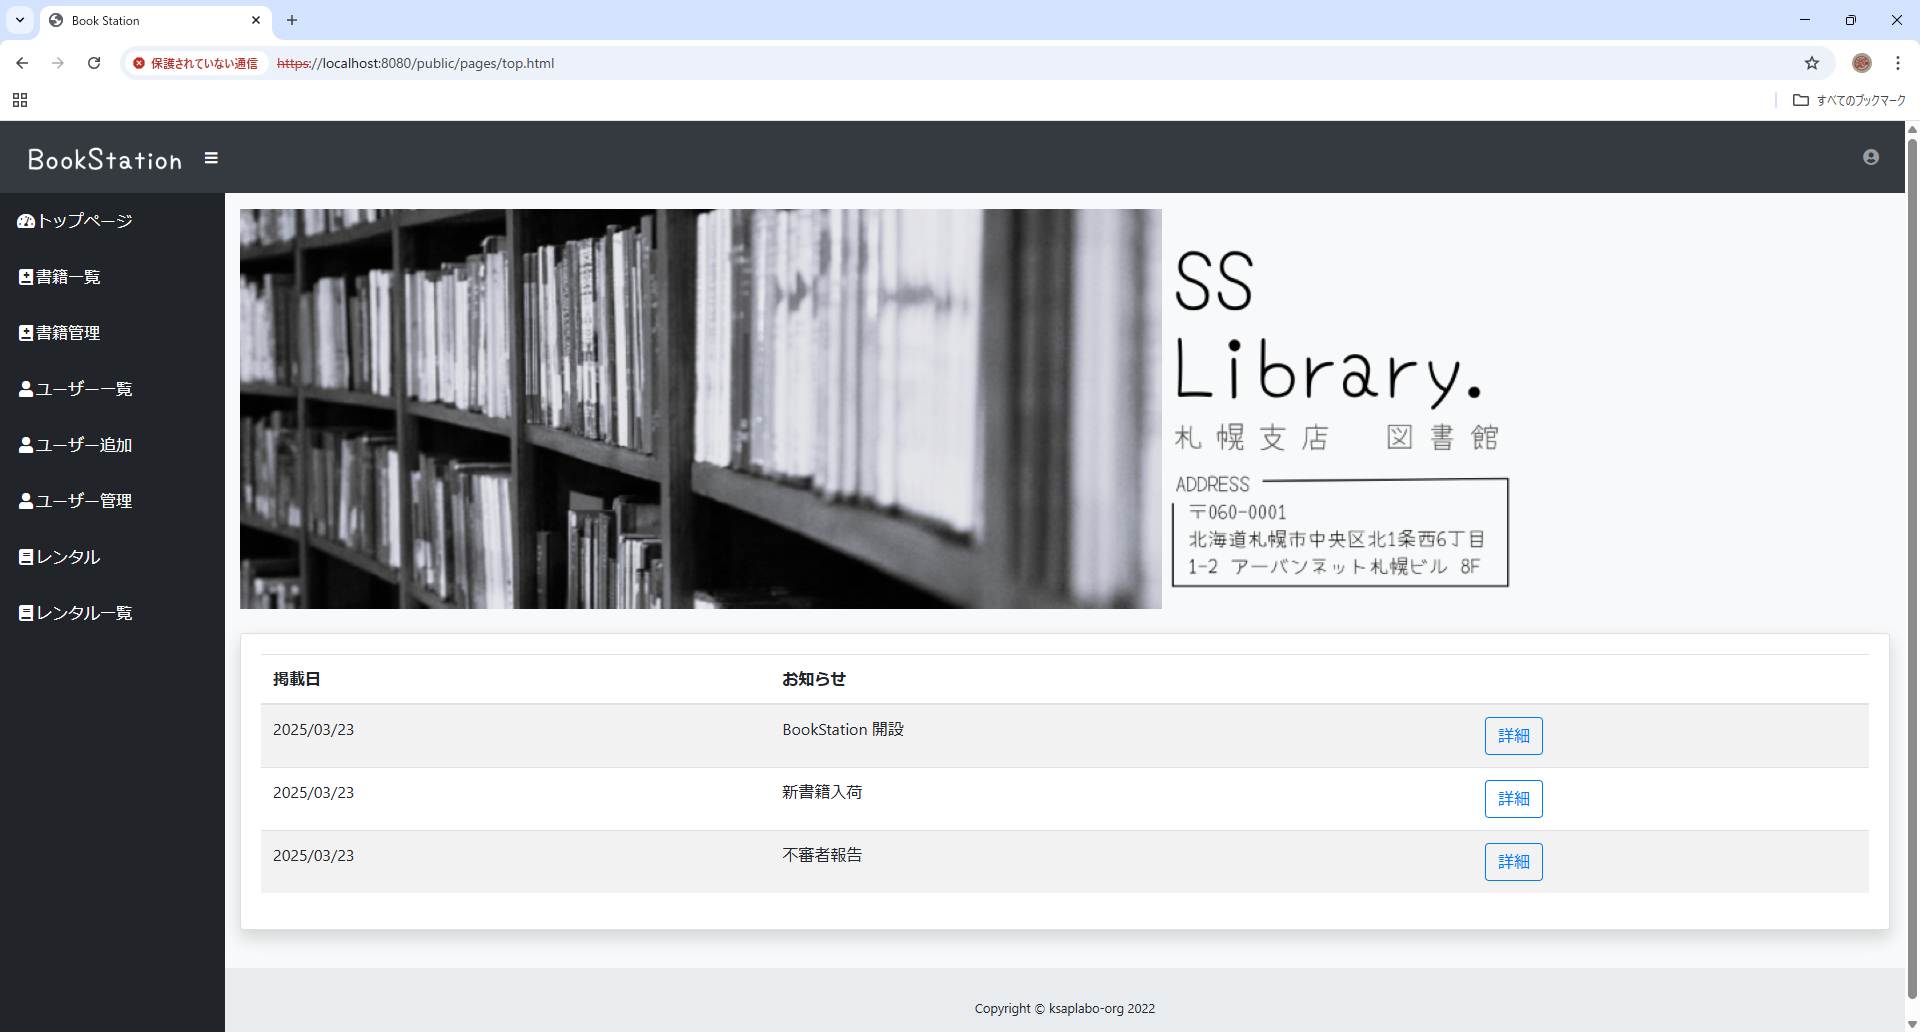 Book Station
保護されていない通信
https://localhost:8080/public/pages/top.html
すべてのブックマーク
BookStation
トップページ
書籍一覧
書籍管理
ユーザー一覧
ユーザー追加
ユーザー管理
レンタル
レンタル一覧
SS
Library.
札幌支店 図書館
ADDRESS
〒060-0001
北海道札幌市中央区北1条西6丁目
1-2 アーバンネット札幌ビル 8F
掲載日 お知らせ
2025/03/23 BookStation 開設 詳細
2025/03/23 新書籍入荷 詳細
2025/03/23 不審者報告 詳細
Copyright © ksaplabo-org 2022